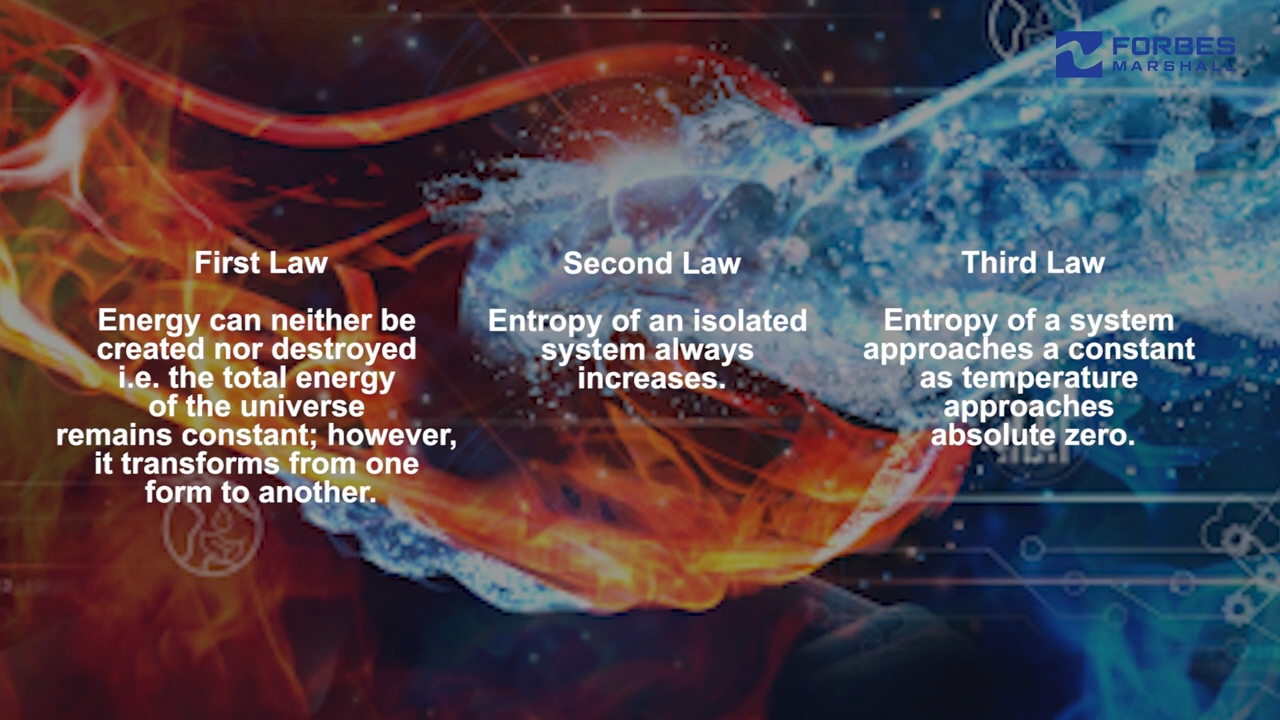 FORBES
MARSHALL
First Law
Energy can neither be
created nor destroyed
i.e. the total energy
of the universe
remains constant; however,
it transforms from one
form to another.
Second Law
Entropy of an isolated
system always
increases.
Third Law
Entropy of a system
approaches a constant
as temperature
approaches
absolute zero.